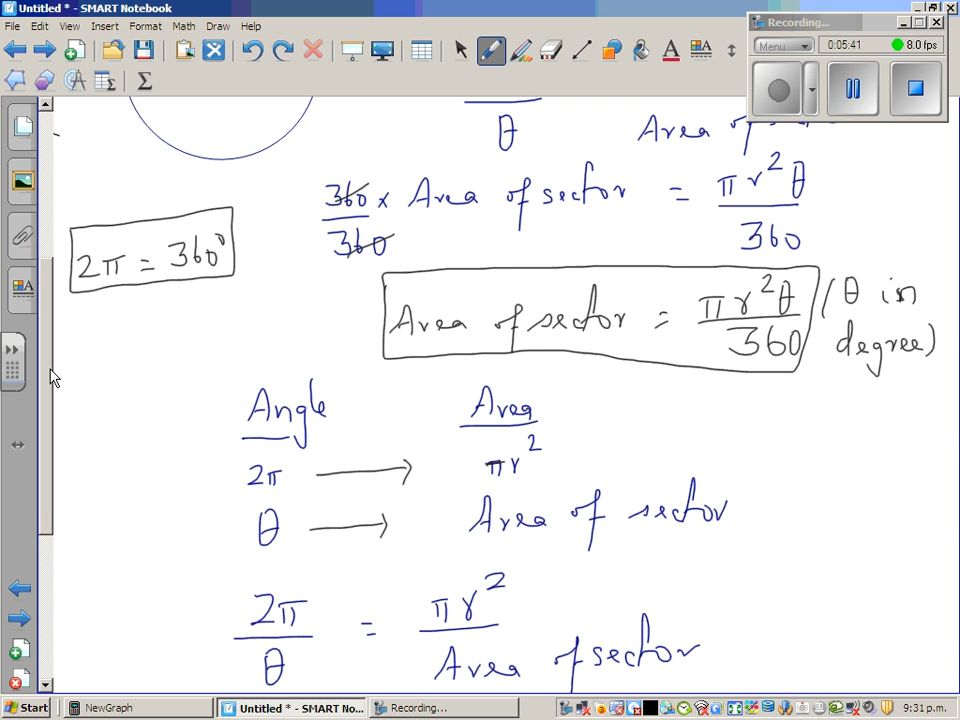 Untitled * - SMART Notebook
File Edit View Insert Format Math Draw Help
Recording...
Menu 0:05:41 8.0 fps
θ Area of
360 × Area of sector = πr²θ
360 360
2π = 360°
Area of sector = πr²θ (θ in
360 degree)
Angle Area
2π → πr²
θ → Area of sector
2π = πr²
θ Area of sector
Start NewGraph Untitled * - SMART No... Recording... 9:31 p.m.